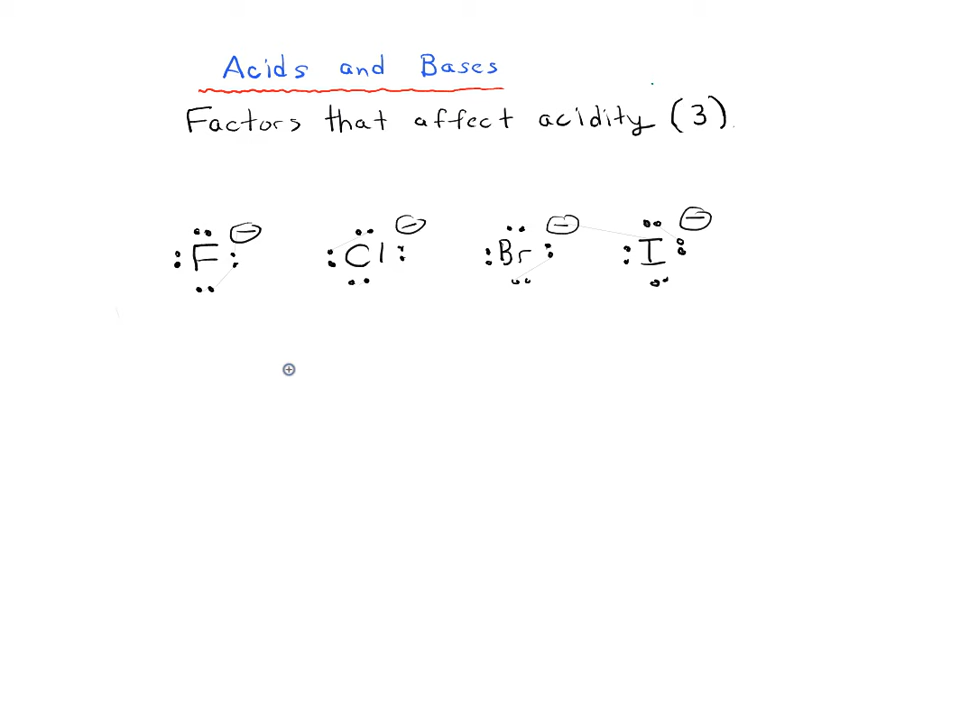 Acids and Bases
Factors that affect acidity (3)
:F: ⊖ :Cl: ⊖ :Br: ⊖ :I: ⊖